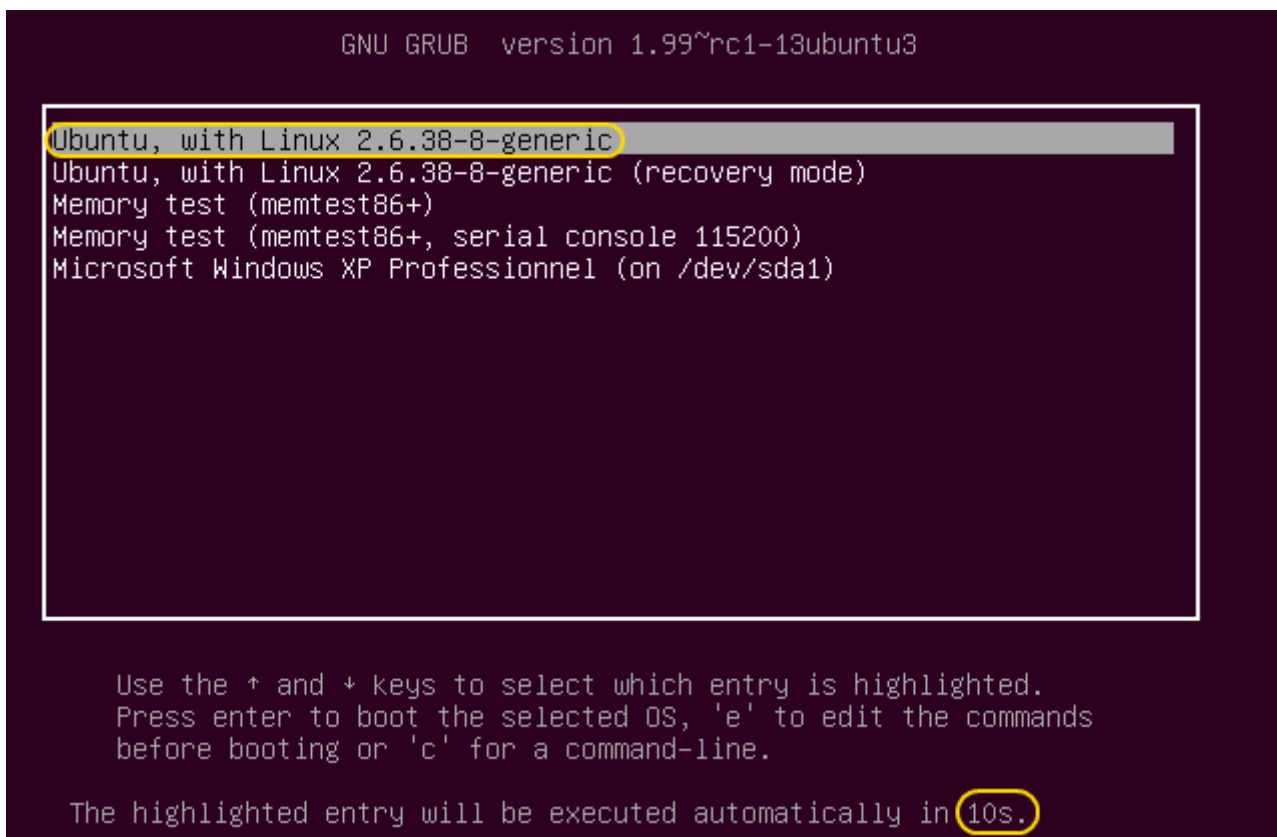 GNU GRUB  version 1.99~rc1-13ubuntu3
Ubuntu, with Linux 2.6.38-8-generic
Ubuntu, with Linux 2.6.38-8-generic (recovery mode)
Memory test (memtest86+)
Memory test (memtest86+, serial console 115200)
Microsoft Windows XP Professionnel (on /dev/sda1)
Use the ↑ and ↓ keys to select which entry is highlighted.
Press enter to boot the selected OS, 'e' to edit the commands
before booting or 'c' for a command-line.
The highlighted entry will be executed automatically in 10s.